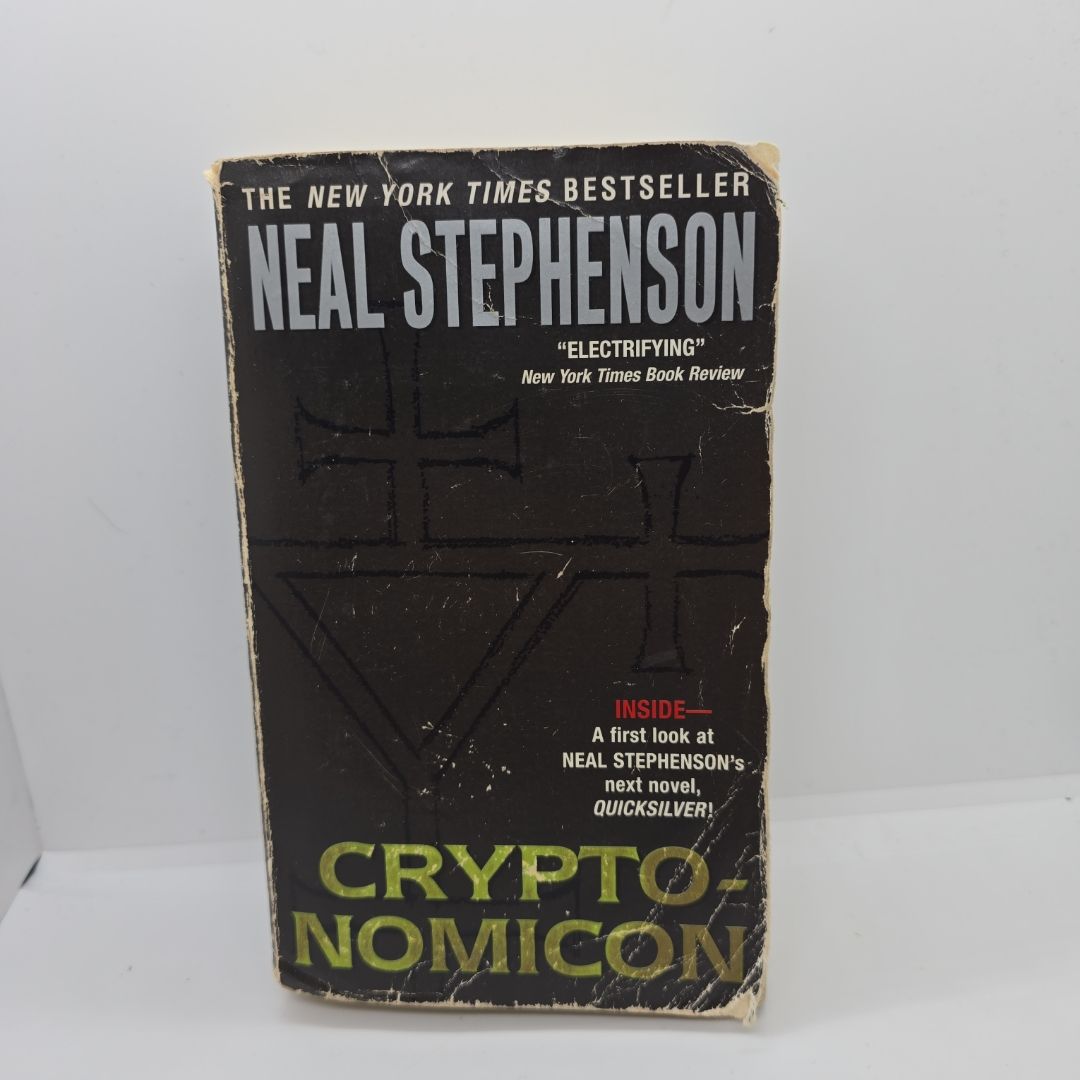 THE NEW YORK TIMES BESTSELLER
NEAL STEPHENSON
“ELECTRIFYING”
New York Times Book Review
INSIDE—
A first look at
NEAL STEPHENSON's
next novel,
QUICKSILVER!
CRYPTO-
NOMICON